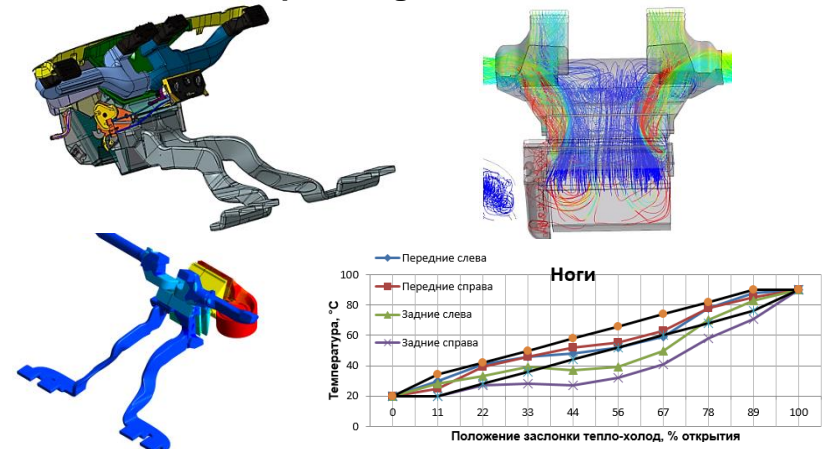 Передние слева
Передние справа
Задние слева
Задние справа
Ноги
Температура, °C
100
80
60
40
20
0
0 11 22 33 44 56 67 78 89 100
Положение заслонки тепло-холод, % открытия